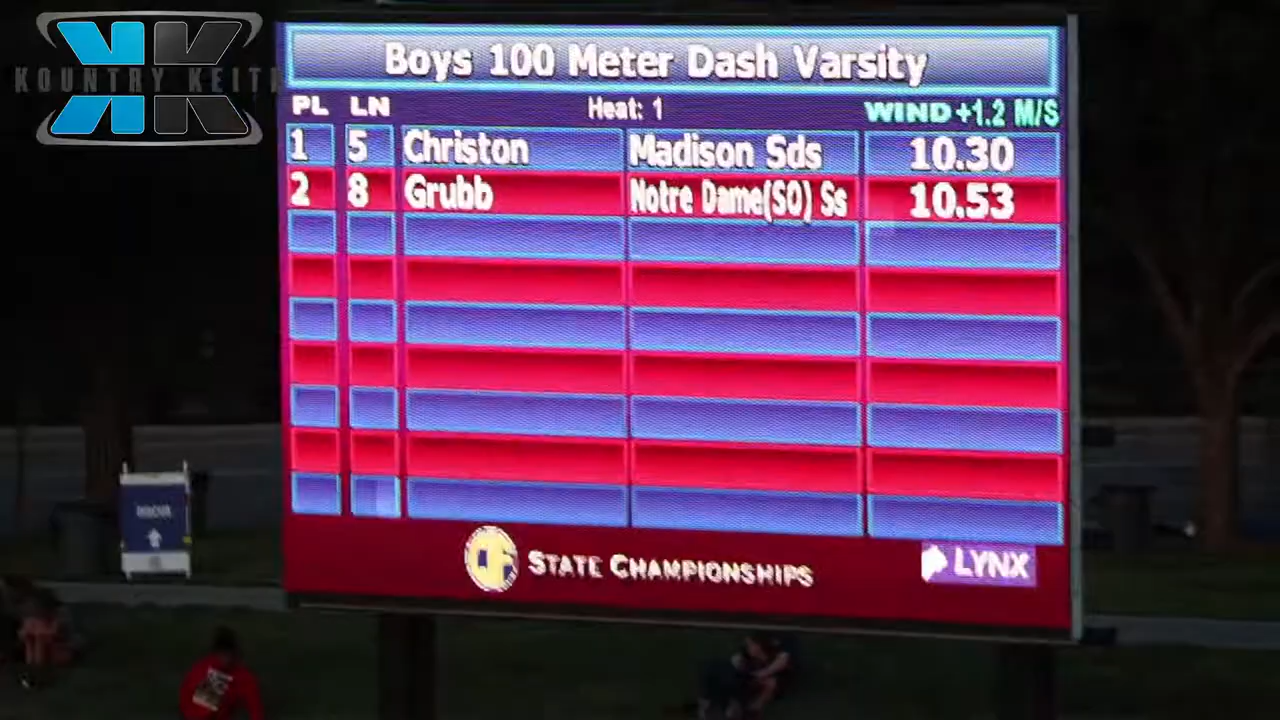 KOUNTRY KEITH
Boys 100 Meter Dash Varsity
PL LN Heat: 1 WIND +1.2 M/S
1 5 Christon Madison Sds 10.30
2 8 Grubb Notre Dame(SO) Ss 10.53
STATE CHAMPIONSHIPS
LYNX